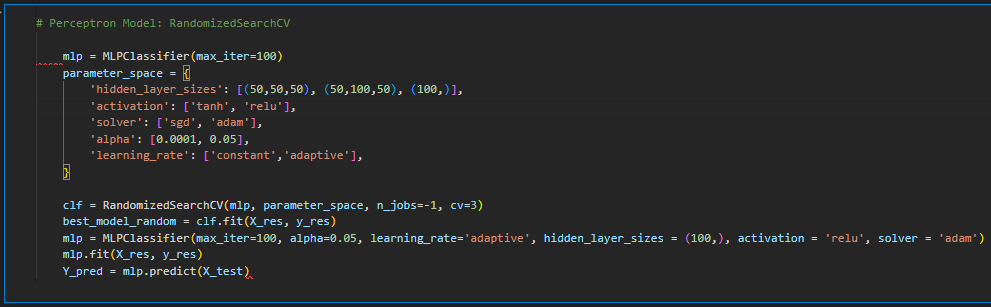 # Perceptron Model: RandomizedSearchCV
mlp = MLPClassifier(max_iter=100)
parameter_space = {
'hidden_layer_sizes': [(50,50,50), (50,100,50), (100,)],
'activation': ['tanh', 'relu'],
'solver': ['sgd', 'adam'],
'alpha': [0.0001, 0.05],
'learning_rate': ['constant','adaptive'],
}
clf = RandomizedSearchCV(mlp, parameter_space, n_jobs=-1, cv=3)
best_model_random = clf.fit(X_res, y_res)
mlp = MLPClassifier(max_iter=100, alpha=0.05, learning_rate='adaptive', hidden_layer_sizes = (100,), activation = 'relu', solver = 'adam')
mlp.fit(X_res, y_res)
Y_pred = mlp.predict(X_test)